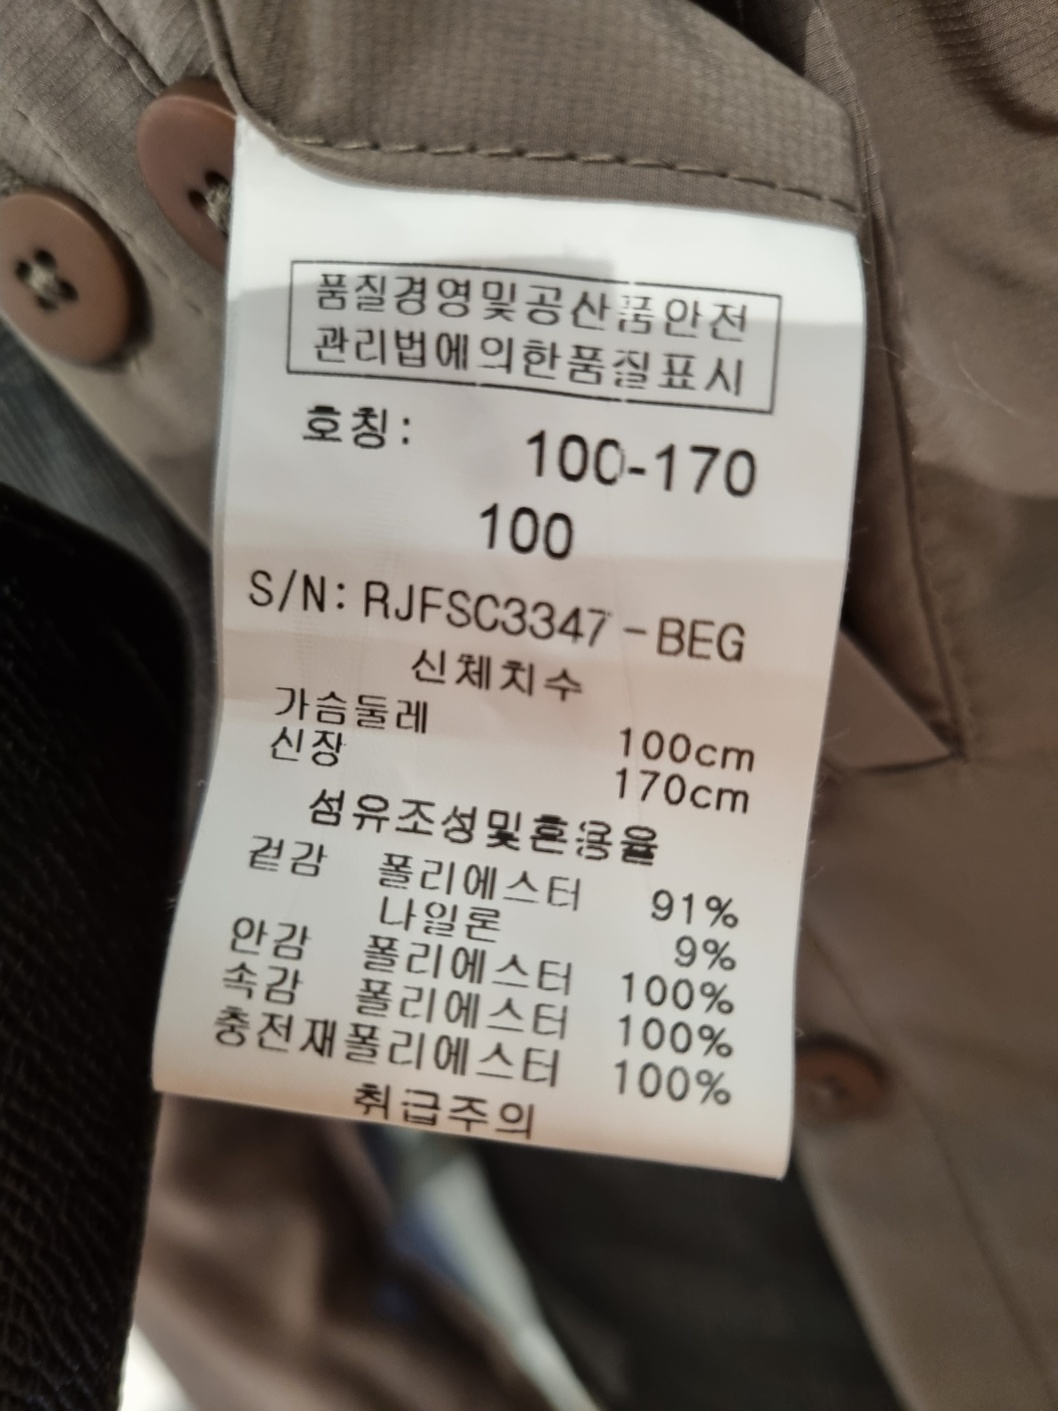 품질경영및공산품안전
관리법에의한품질표시
호칭: 100-170
100
S/N: RJFSC3347-BEG
신체치수
가슴둘레 100cm
신장 170cm
섬유조성및혼용율
겉감 폴리에스터 91%
나일론 9%
안감 폴리에스터 100%
속감 폴리에스터 100%
충전재폴리에스터 100%
취급주의